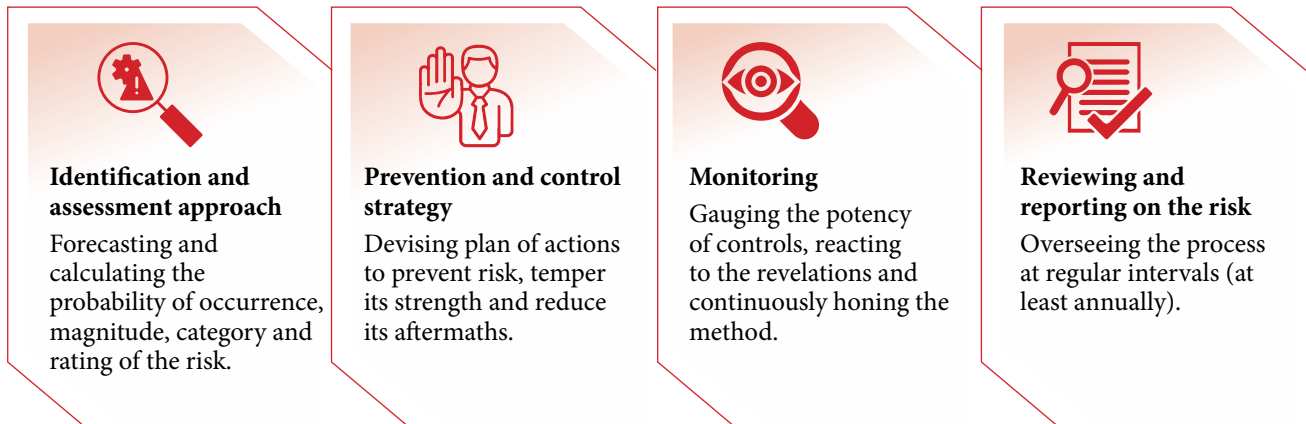 Identification and
assessment approach
Forecasting and
calculating the
probability of occurrence,
magnitude, category and
rating of the risk.
Prevention and control
strategy
Devising plan of actions
to prevent risk, temper
its strength and reduce
its aftermaths.
Monitoring
Gauging the potency
of controls, reacting
to the revelations and
continuously honing the
method.
Reviewing and
reporting on the risk
Overseeing the process
at regular intervals (at
least annually).